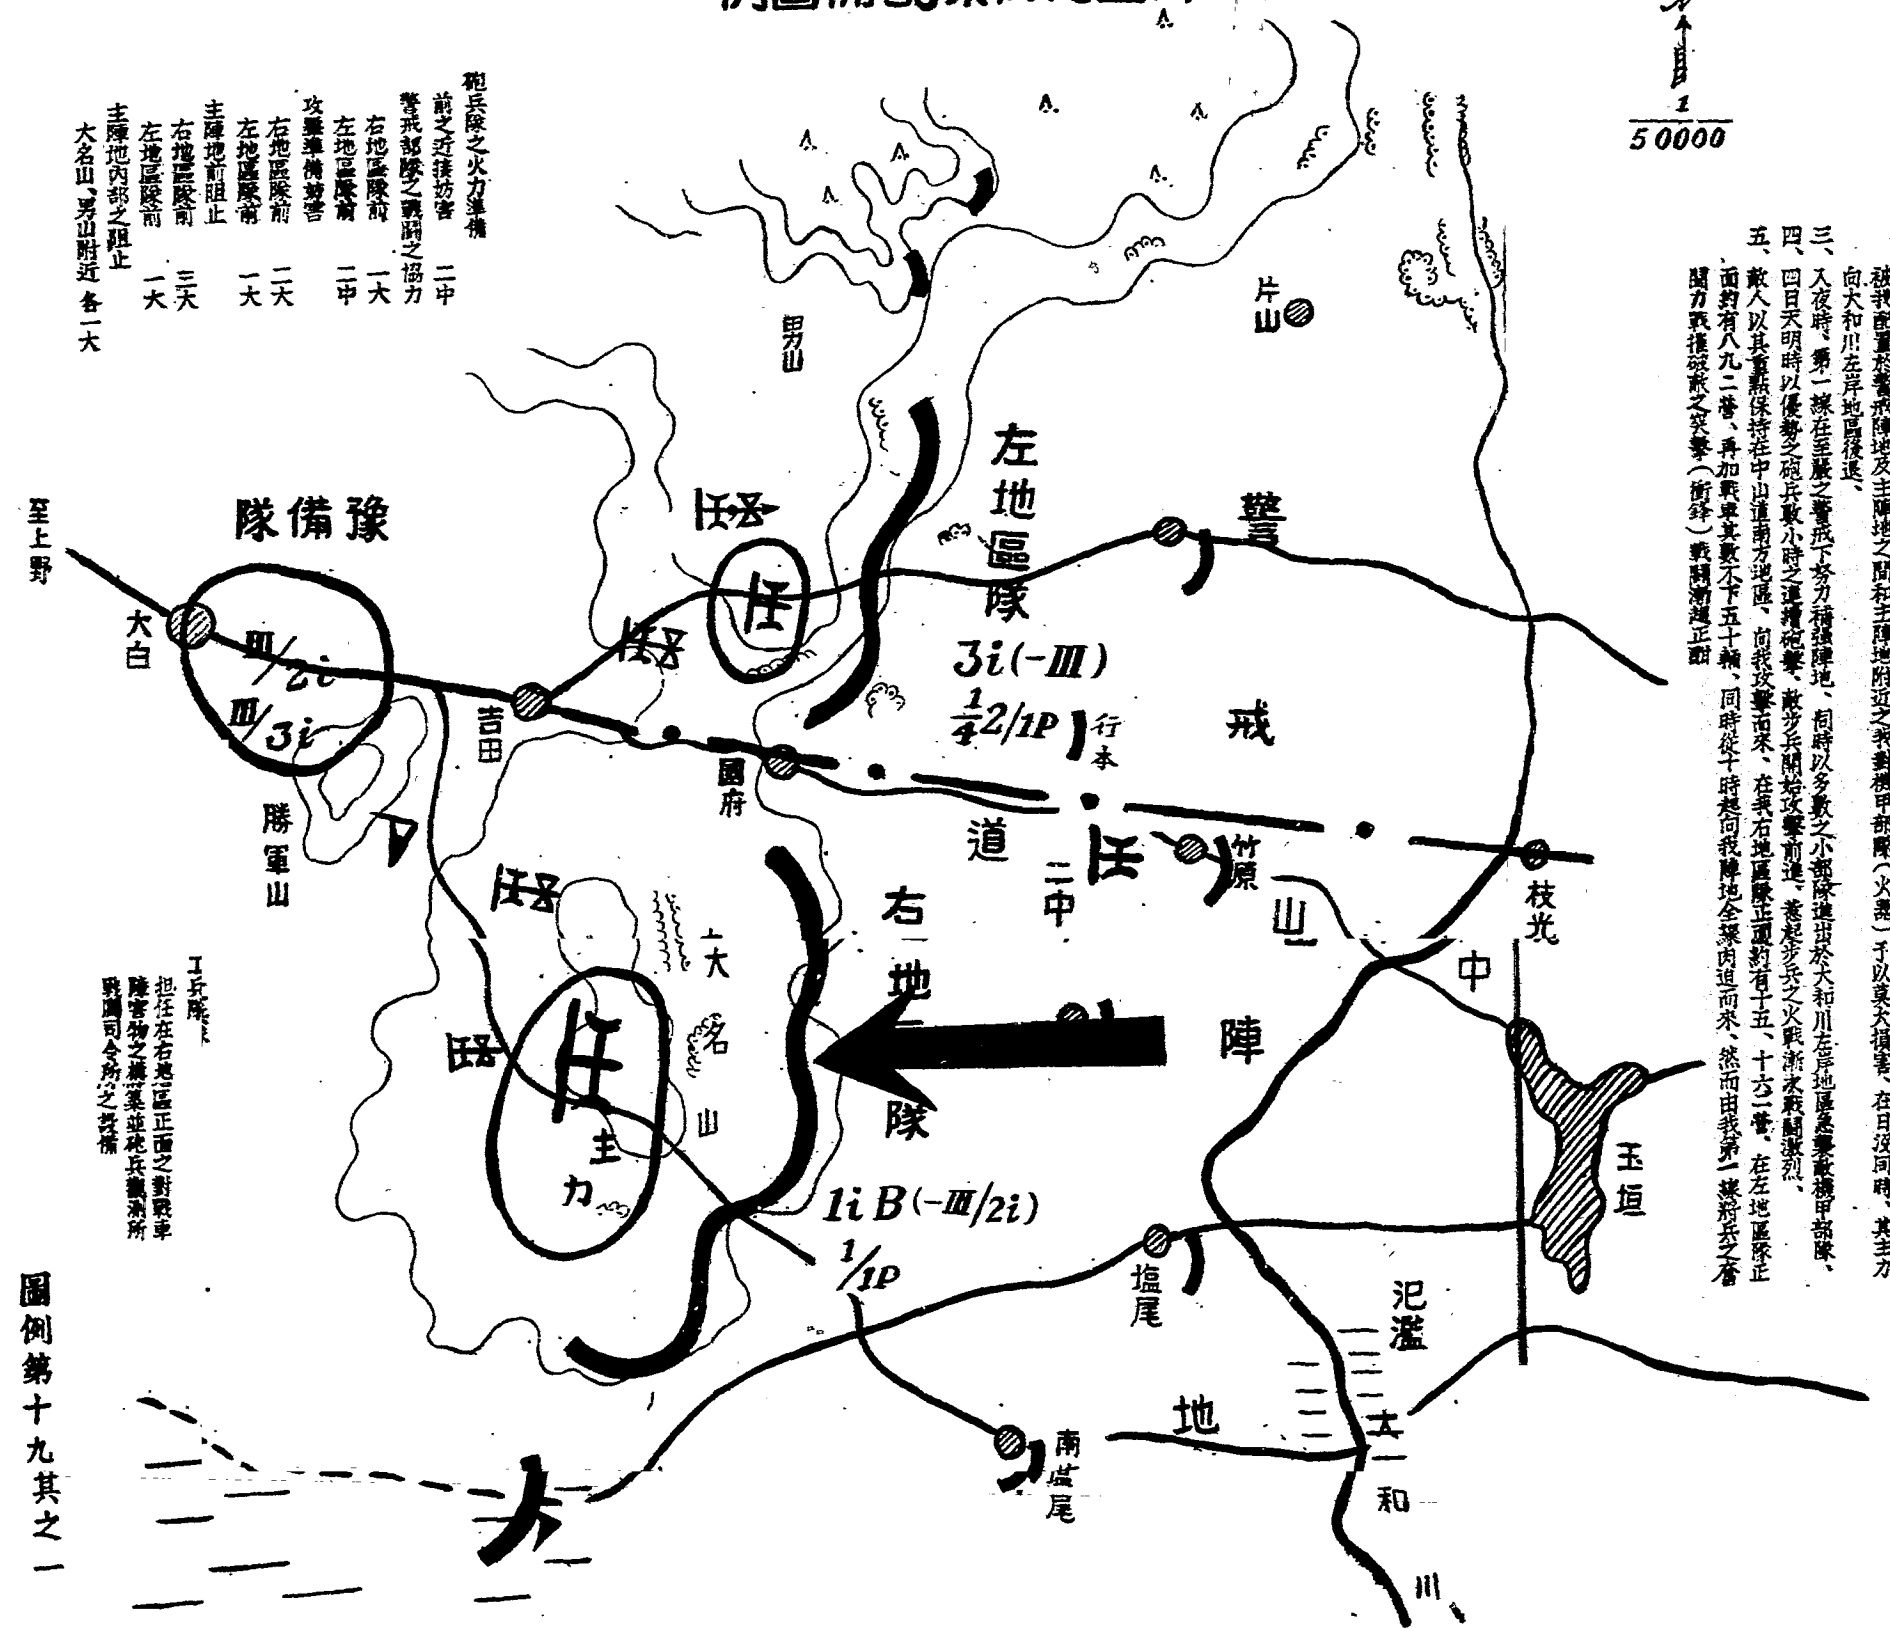 1
50000
三、入夜時、第一線在至嚴之警戒下努力補强陣地、同時以多數之小部隊進出於大和川左岸地區急襲敵機甲部隊、
四、四日天明時以優勢之砲兵數小時之連續砲擊、敵步兵開始攻擊前進、惹起步兵之火戰漸次戰鬪激烈、
五、敵人以其重點保持在中山道南方地區、向我攻擊而來、在我右地區隊正面約有十五、十六二營、在左地區隊正
面約有八九二營、再加戰車其數不下五十輛、同時從十時起向我陣地全線肉迫而來、然而由我第一線將兵之奮
鬪力戰摧破敵之突擊(衝鋒)戰鬪漸趨正酣
向大和川左岸地區後退、
砲兵隊之火力準備
前之近接妨害 二中
警戒部隊之戰鬪之協力
右地區隊前 一大
左地區隊前 二中
攻擊準備妨害
右地區隊前 二大
左地區隊前 一大
主陣地前阻止
右地區隊前 三大
左地區隊前 一大
主陣地內部之阻止
大名山、男山附近 各一大
男山
片山
左地區隊
3i(-Ⅲ)
1/4 2/1P
行本
警戒陣地
豫備隊
至上野
大白
Ⅲ/2i
Ⅲ/3i
吉田
國府
勝軍山
中山道
二中
竹原
枝光
右地區隊
1iB(-Ⅲ/2i)
1/1P
大名山
主力
玉垣
塩尾
氾濫
南塩尾
大和川
工兵隊
担任在右地區正面之對戰車
障害物之構築並砲兵觀測所
戰鬪司令所之設備
圖例第十九其之一